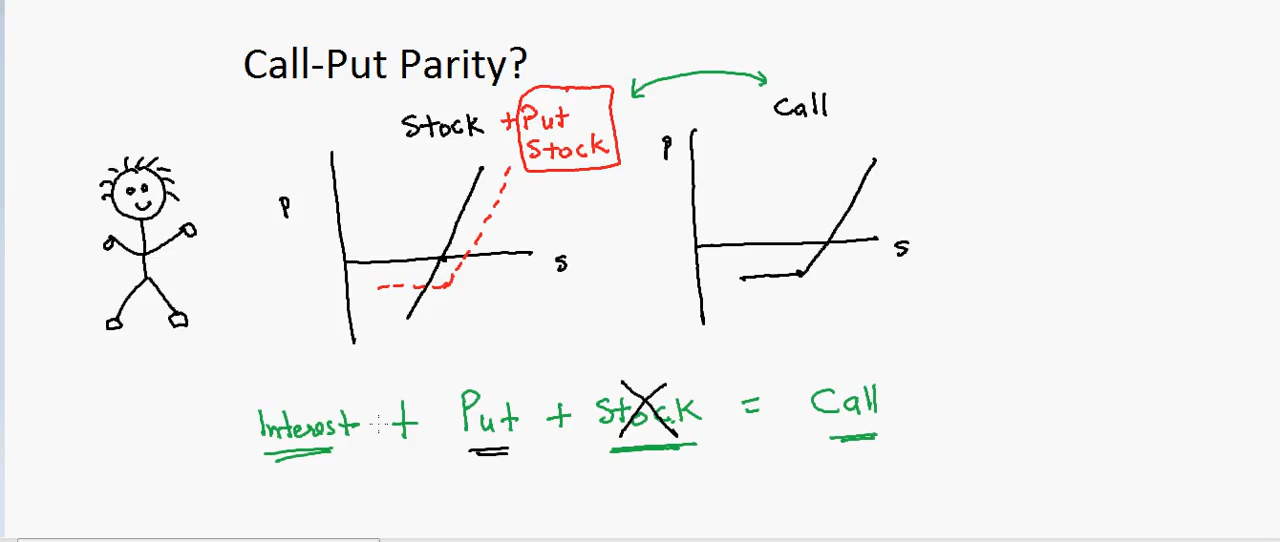 Call-Put Parity?
Stock + Put
Stock
Call
P
S
P
S
Interest + Put + Stock = Call